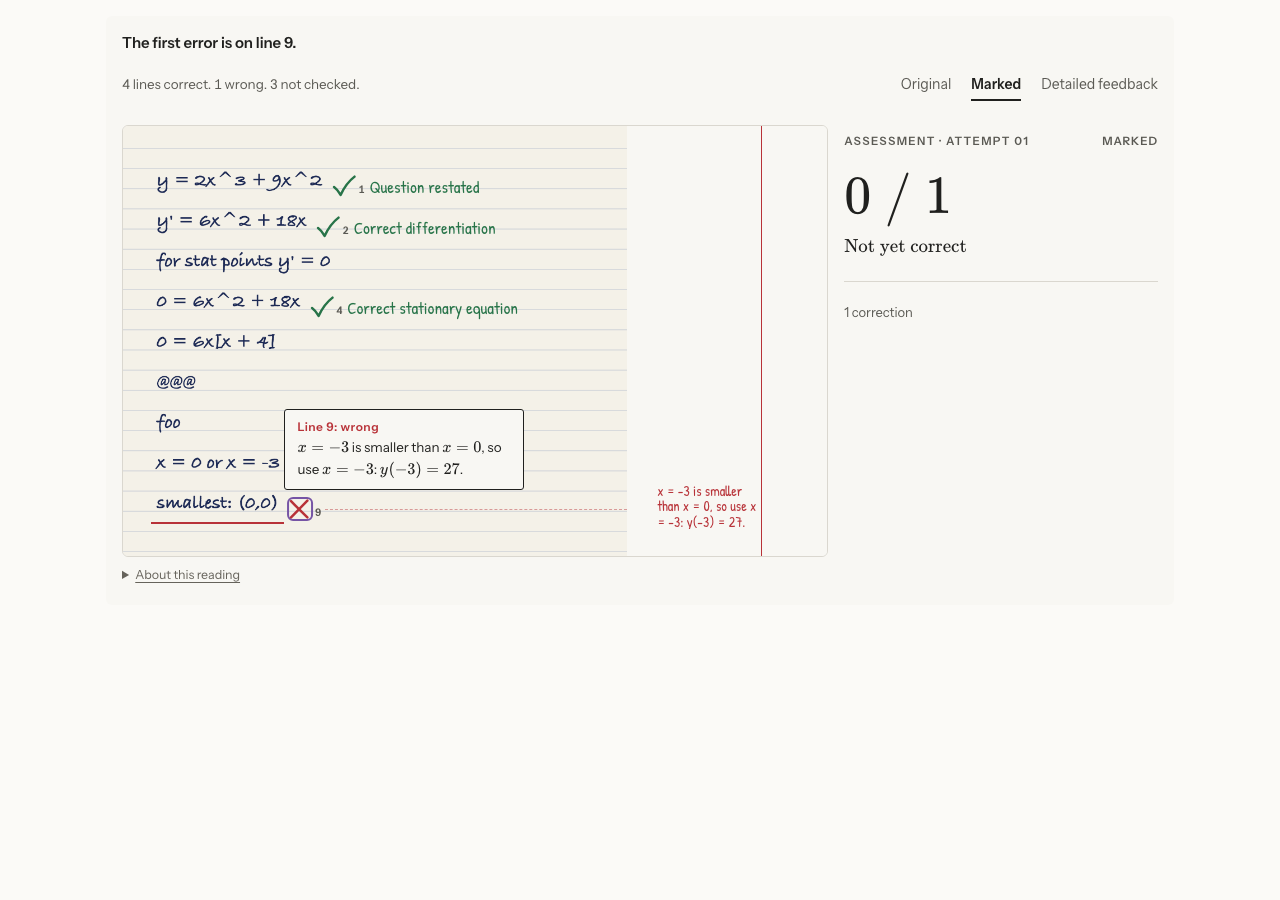 The first error is on line 9.
4 lines correct. 1 wrong. 3 not checked.
Original Marked Detailed feedback
ASSESSMENT · ATTEMPT 01 MARKED
0 / 1
Not yet correct
1 correction
y = 2x^3 + 9x^2 1 Question restated
y' = 6x^2 + 18x 2 Correct differentiation
for stat points y' = 0
0 = 6x^2 + 18x 4 Correct stationary equation
0 = 6x[x + 4]
@@@
foo
x = 0 or x = -3
Line 9: wrong
x = −3 is smaller than x = 0, so
use x = −3: y(−3) = 27.
smallest: (0,0) 9
x = -3 is smaller
than x = 0, so use x
= -3: y(-3) = 27.
About this reading